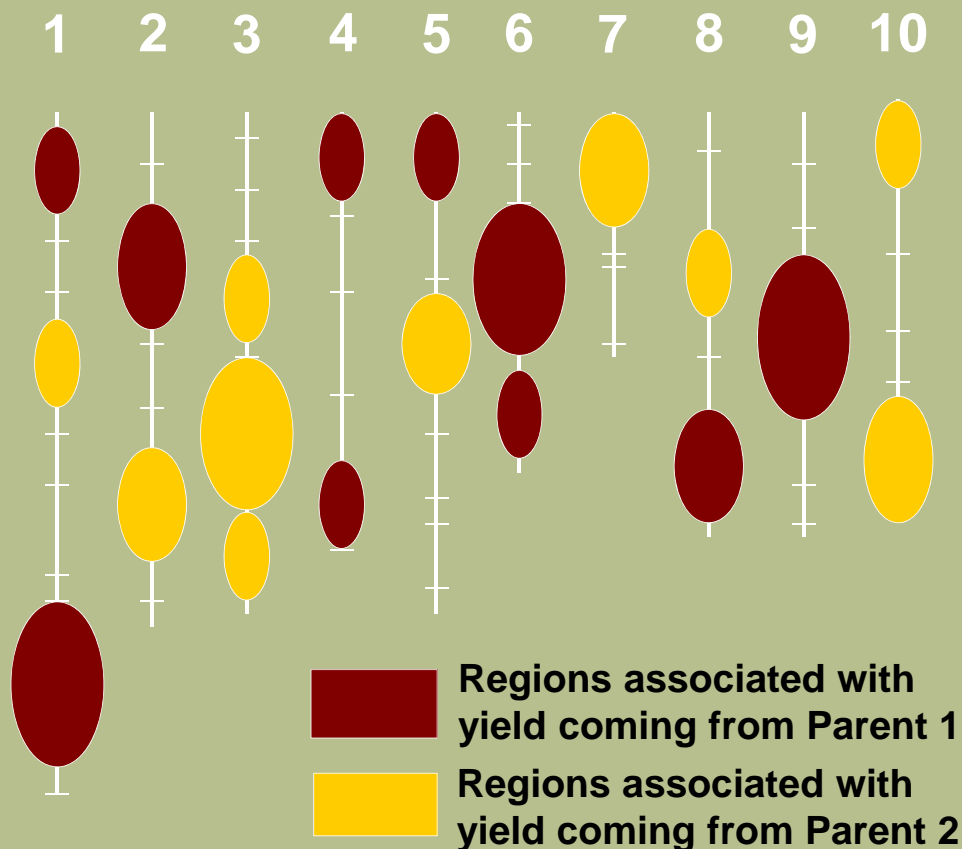 1 2 3 4 5 6 7 8 9 10
Regions associated with
yield coming from Parent 1
Regions associated with
yield coming from Parent 2